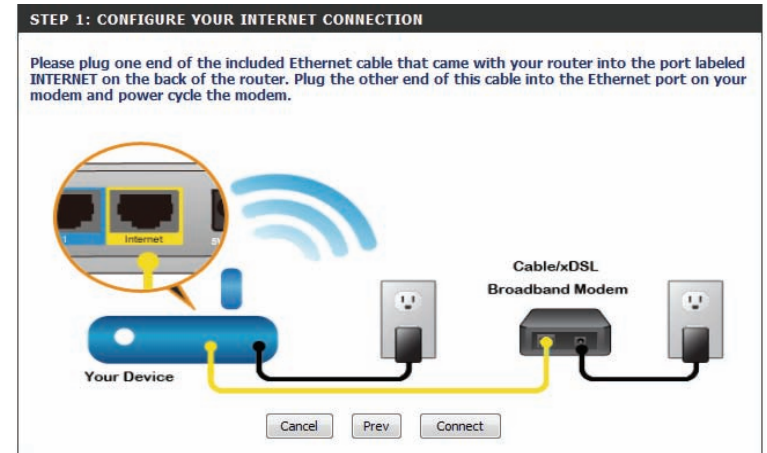 STEP 1: CONFIGURE YOUR INTERNET CONNECTION
Please plug one end of the included Ethernet cable that came with your router into the port labeled
INTERNET on the back of the router. Plug the other end of this cable into the Ethernet port on your
modem and power cycle the modem.
Internet
Cable/xDSL
Broadband Modem
Your Device
Cancel
Prev
Connect